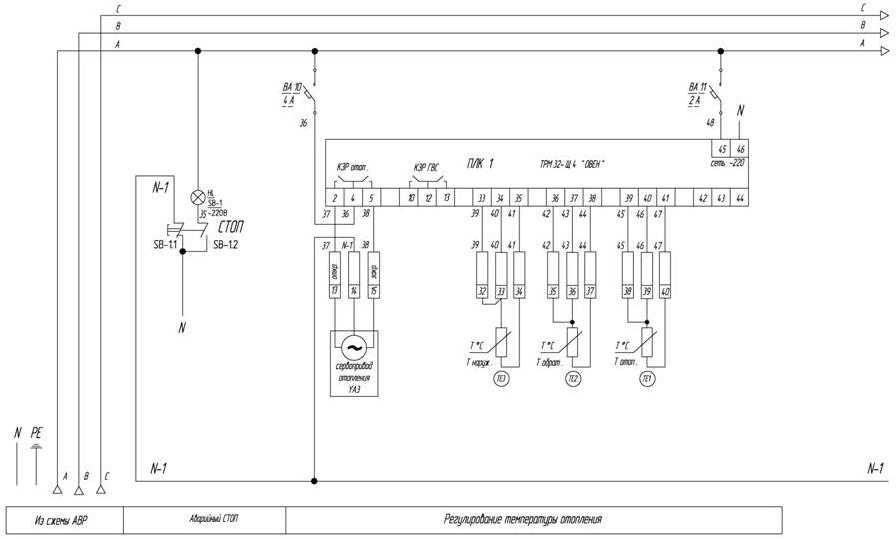 C C
B B
A A
ВА 10
4 А
36
ВА 11
2 А
48
N
ПЛК 1 ТРМ 32-Щ 4 "ОВЕН"
45 46
сеть ~220
КЗР отоп. КЗР ГВС
2 4 5 10 12 13 33 34 35 36 37 38 39 40 41 42 43 44
N-1
HL
SB-1
~220В
35
СТОП
SB-1.1 SB-1.2
N
37 36 38 39 40 41 42 43 44 45 46 47
37 N-1 38 39 40 41 42 43 44 45 46 47
откр. закр.
13 14 15 32 33 34 35 36 37 38 39 40
~
сервопривод
отопления
YA3
T °C
Т наруж.
TE3
T °C
Т обрат.
TE2
T °C
Т отоп.
TE1
N PE
A B C
N-1 N-1
Из схемы АВР Аварийный СТОП Регулирование температуры отопления